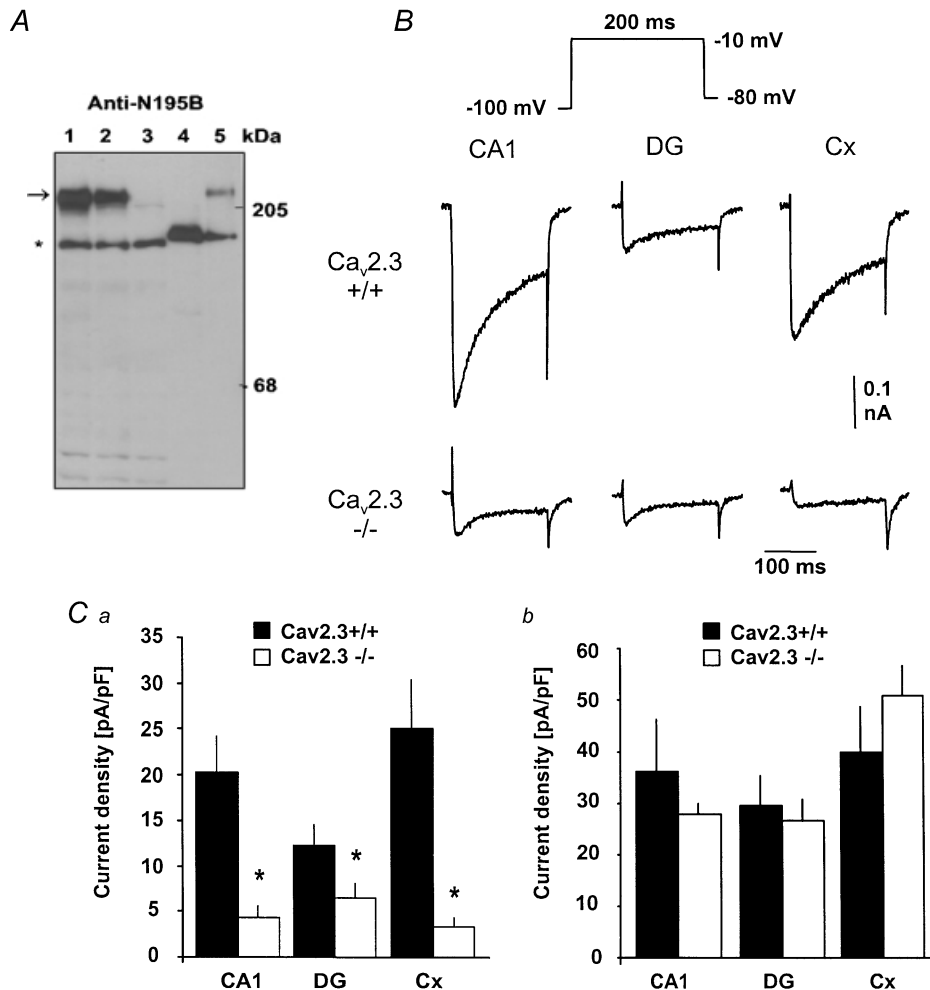 A
Anti-N195B
1 2 3 4 5 kDa
→
205
*
68
B
200 ms
-10 mV
-100 mV
-80 mV
CA1 DG Cx
Cav2.3
+/+
0.1
nA
Cav2.3
-/-
100 ms
C a
Cav2.3+/+
Cav2.3 -/-
Current density [pA/pF]
35
30
25
20
15
10
5
0
* * *
CA1 DG Cx
b
Cav2.3+/+
Cav2.3 -/-
Current density [pA/pF]
60
50
40
30
20
10
0
CA1 DG Cx